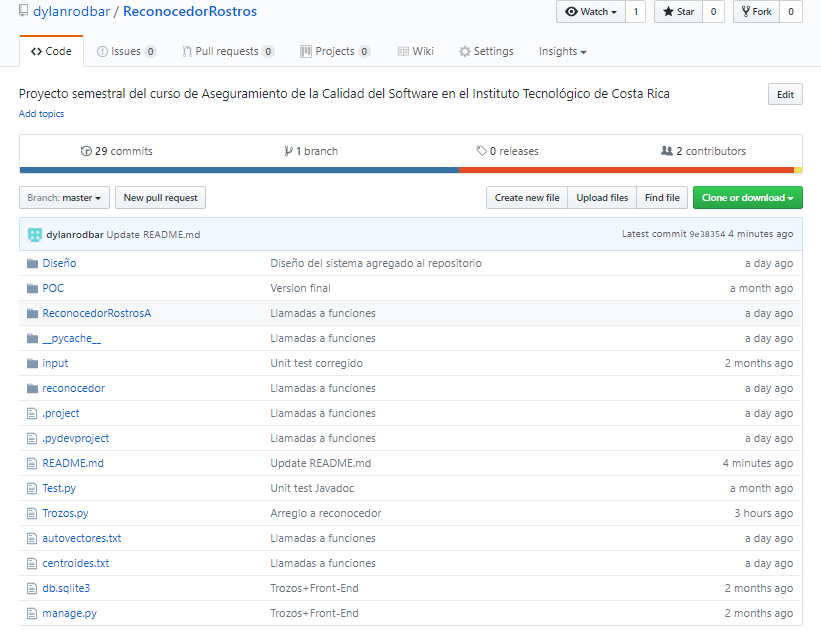 dylanrodbar / ReconocedorRostros
Watch 1 Star 0 Fork 0
Code Issues 0 Pull requests 0 Projects 0 Wiki Settings Insights
Proyecto semestral del curso de Aseguramiento de la Calidad del Software en el Instituto Tecnológico de Costa Rica Edit
Add topics
29 commits 1 branch 0 releases 2 contributors
Branch: master New pull request Create new file Upload files Find file Clone or download
dylanrodbar Update README.md Latest commit 9e38354 4 minutes ago
Diseño Diseño del sistema agregado al repositorio a day ago
POC Version final a month ago
ReconocedorRostrosA Llamadas a funciones a day ago
__pycache__ Llamadas a funciones a day ago
input Unit test corregido 2 months ago
reconocedor Llamadas a funciones a day ago
.project Llamadas a funciones a day ago
.pydevproject Llamadas a funciones a day ago
README.md Update README.md 4 minutes ago
Test.py Unit test Javadoc a month ago
Trozos.py Arreglo a reconocedor 3 hours ago
autovectores.txt Llamadas a funciones a day ago
centroides.txt Llamadas a funciones a day ago
db.sqlite3 Trozos+Front-End 2 months ago
manage.py Trozos+Front-End 2 months ago